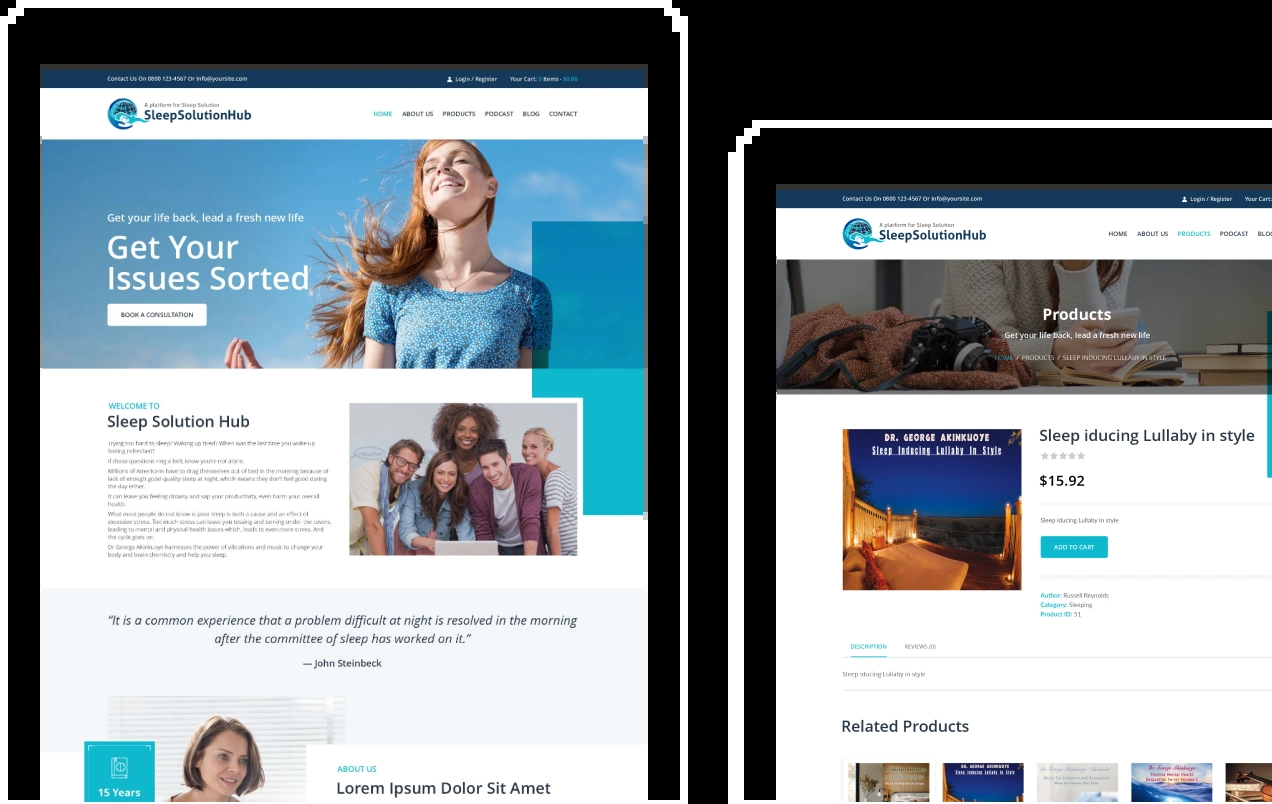 Contact Us On 0800 123-4567 Or Info@yoursite.com
Login / Register
Your Cart: 0 Items - $0.00
A platform for Sleep Solution
SleepSolutionHub
HOME ABOUT US PRODUCTS PODCAST BLOG CONTACT
Get your life back, lead a fresh new life
Get Your
Issues Sorted
BOOK A CONSULTATION
WELCOME TO
Sleep Solution Hub
Trying too hard to sleep? Waking up tired? When was the last time you woke up
feeling refreshed?
If those questions ring a bell, know you're not alone.
Millions of Americans have to drag themselves out of bed in the morning because of
lack of enough good-quality sleep at night, which means they don't feel good during
the day either.
It can leave you feeling drowsy and sap your productivity, even harm your overall
health.
What most people do not know is poor sleep is both a cause and an effect of
excessive stress. Too much stress can leave you tossing and turning under the covers,
leading to mental and physical health issues which, leads to even more stress. And
the cycle goes on.
Dr George Akinkuoye harnesses the power of vibrations and music to change your
body and brain chemistry and help you sleep.
“It is a common experience that a problem difficult at night is resolved in the morning
after the committee of sleep has worked on it.”
— John Steinbeck
15 Years
ABOUT US
Lorem Ipsum Dolor Sit Amet
Contact Us On 0800 123-4567 Or Info@yoursite.com
Login / Register
Your Cart:
A platform for Sleep Solution
SleepSolutionHub
HOME ABOUT US PRODUCTS PODCAST BLOG
Products
Get your life back, lead a fresh new life
HOME / PRODUCTS / SLEEP INDUCING LULLABY IN STYLE
DR. GEORGE AKINKUOYE
Sleep Inducing Lullaby In Style
Sleep iducing Lullaby in style
$15.92
Sleep iducing Lullaby in style
ADD TO CART
Author: Russell Reynolds
Category: Sleeping
Product ID: 51
DESCRIPTION
REVIEWS (0)
Sleep iducing Lullaby in style
Related Products
DR. GEORGE AKINKUOYE
Sleep Inducing Lullaby In Style